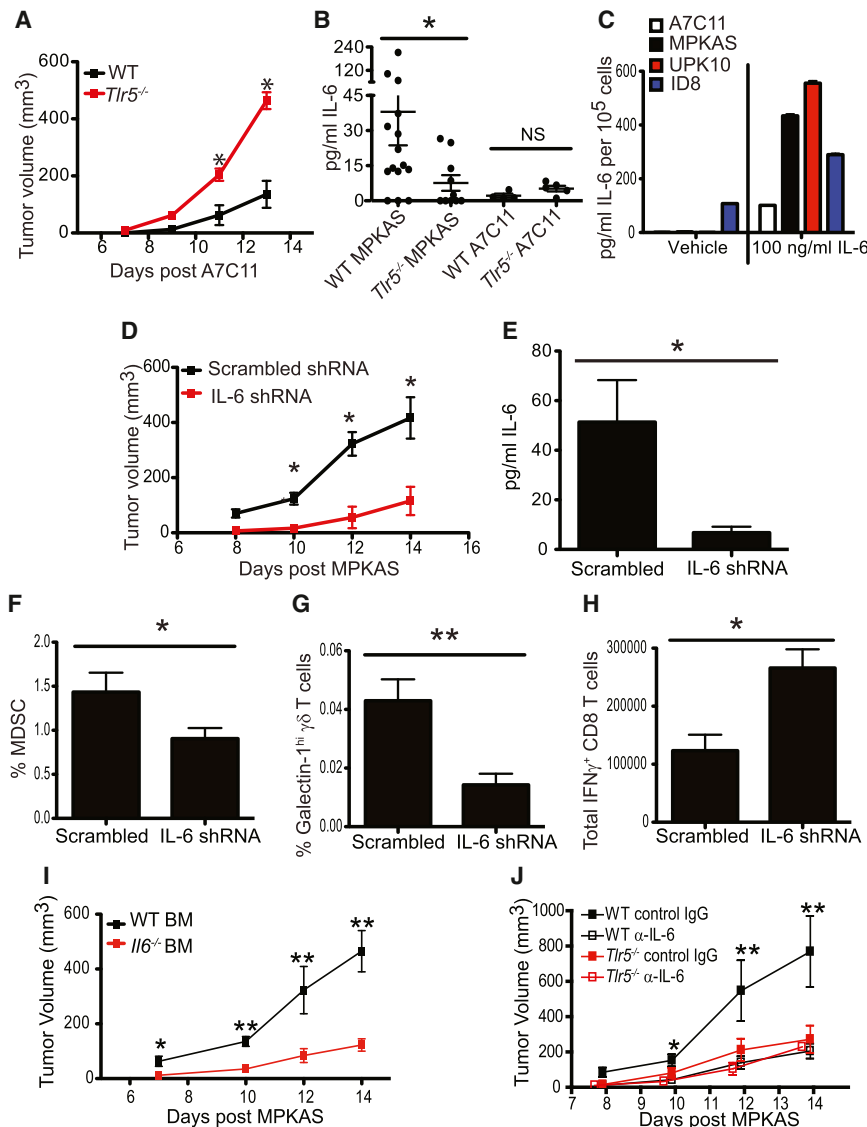 A
Tumor volume (mm3)
600
400
200
0
WT
Tlr5-/-
*
*
6
8
10
12
14
Days post A7C11
B
pg/ml IL-6
240
120
45
30
15
0
*
NS
WT MPKAS
Tlr5-/- MPKAS
WT A7C11
Tlr5-/- A7C11
C
A7C11
MPKAS
UPK10
ID8
pg/ml IL-6 per 10^5 cells
600
400
200
0
Vehicle
100 ng/ml IL-6
D
Tumor volume (mm3)
600
400
200
0
Scrambled shRNA
IL-6 shRNA
*
*
*
6
8
10
12
14
16
Days post MPKAS
E
pg/ml IL-6
80
60
40
20
0
*
Scrambled
IL-6 shRNA
F
% MDSC
2.0
1.5
1.0
0.5
0.0
*
Scrambled
IL-6 shRNA
G
% Galectin-1hi γδ T cells
0.06
0.04
0.02
0.00
**
Scrambled
IL-6 shRNA
H
Total IFNγ+ CD8 T cells
300000
200000
100000
0
*
Scrambled
IL-6 shRNA
I
Tumor Volume (mm3)
600
400
200
0
WT BM
Il6-/- BM
*
**
**
**
6
8
10
12
14
Days post MPKAS
J
Tumor Volume (mm3)
1000
800
600
400
200
0
WT control IgG
WT α-IL-6
Tlr5-/- control IgG
Tlr5-/- α-IL-6
*
**
**
7
8
9
10
11
12
13
14
Days post MPKAS